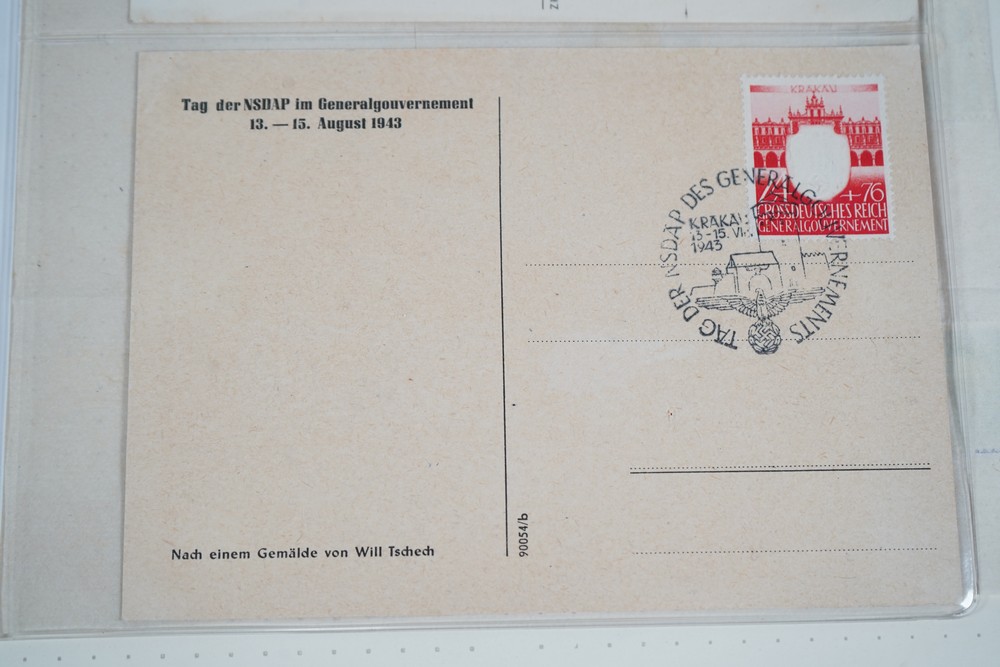 Tag der NSDAP im Generalgouvernement
13. — 15. August 1943
KRAKAU
24 + 76
GROSSDEUTSCHES REICH
GENERALGOUVERNEMENT
TAG DER NSDAP DES GENERALGOUVERNEMENTS
KRAKAU
13-15. VIII.
1943
90054/b
Nach einem Gemälde von Will Tschech